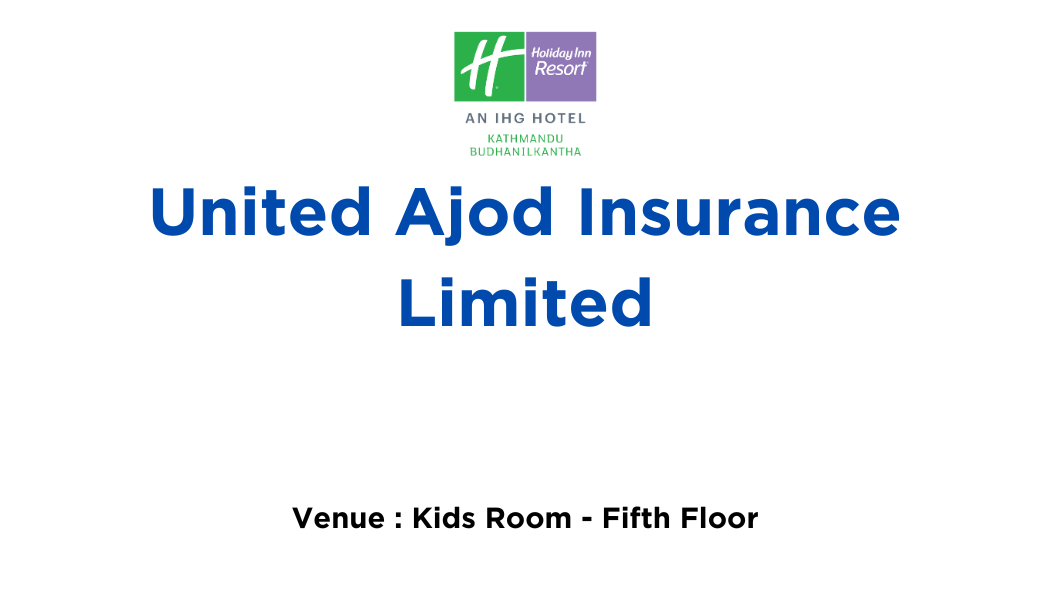 H Holiday Inn
Resort
AN IHG HOTEL
KATHMANDU
BUDHANILKANTHA
United Ajod Insurance
Limited
Venue : Kids Room - Fifth Floor